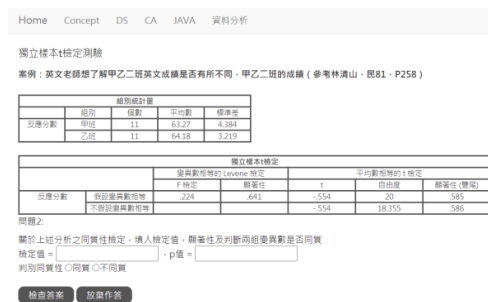 Home Concept DS CA JAVA 資料分析
獨立樣本t檢定測驗
案例：英文老師想了解甲乙二班英文成績是否有所不同，甲乙二班的成績（參考林清山，民81，P258）
組別統計量
組別 個數 平均數 標準差
反應分數 甲班 11 63.27 4.384
乙班 11 64.18 3.219
獨立樣本t檢定
變異數相等的 Levene 檢定 平均數相等的 t 檢定
F 檢定 顯著性 t 自由度 顯著性 (雙尾)
反應分數 假設變異數相等 .224 .641 -.554 20 .585
不假設變異數相等 -.554 18.355 .586
問題2:
關於上述分析之同質性檢定，填入檢定值，顯著性及判斷兩組變異數是否同質
檢定值 = ，p值 =
判別同質性 同質 不同質
檢查答案 放棄作答